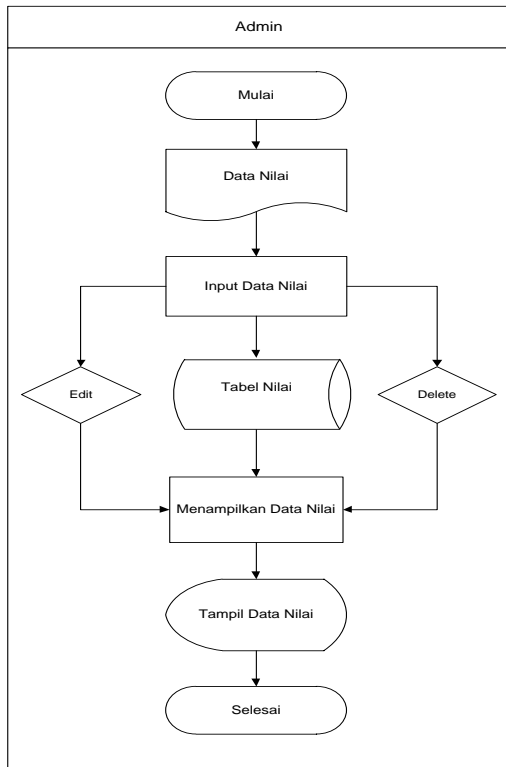 Admin
Mulai
Data Nilai
Input Data Nilai
Edit
Tabel Nilai
Delete
Menampilkan Data Nilai
Tampil Data Nilai
Selesai